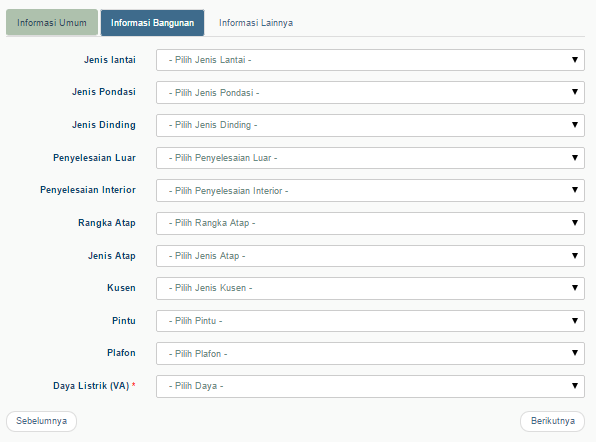 Informasi Umum Informasi Bangunan Informasi Lainnya
Jenis lantai - Pilih Jenis Lantai -
Jenis Pondasi - Pilih Jenis Pondasi -
Jenis Dinding - Pilih Jenis Dinding -
Penyelesaian Luar - Pilih Penyelesaian Luar -
Penyelesaian Interior - Pilih Penyelesaian Interior -
Rangka Atap - Pilih Rangka Atap -
Jenis Atap - Pilih Jenis Atap -
Kusen - Pilih Jenis Kusen -
Pintu - Pilih Pintu -
Plafon - Pilih Plafon -
Daya Listrik (VA) * - Pilih Daya -
Sebelumnya Berikutnya